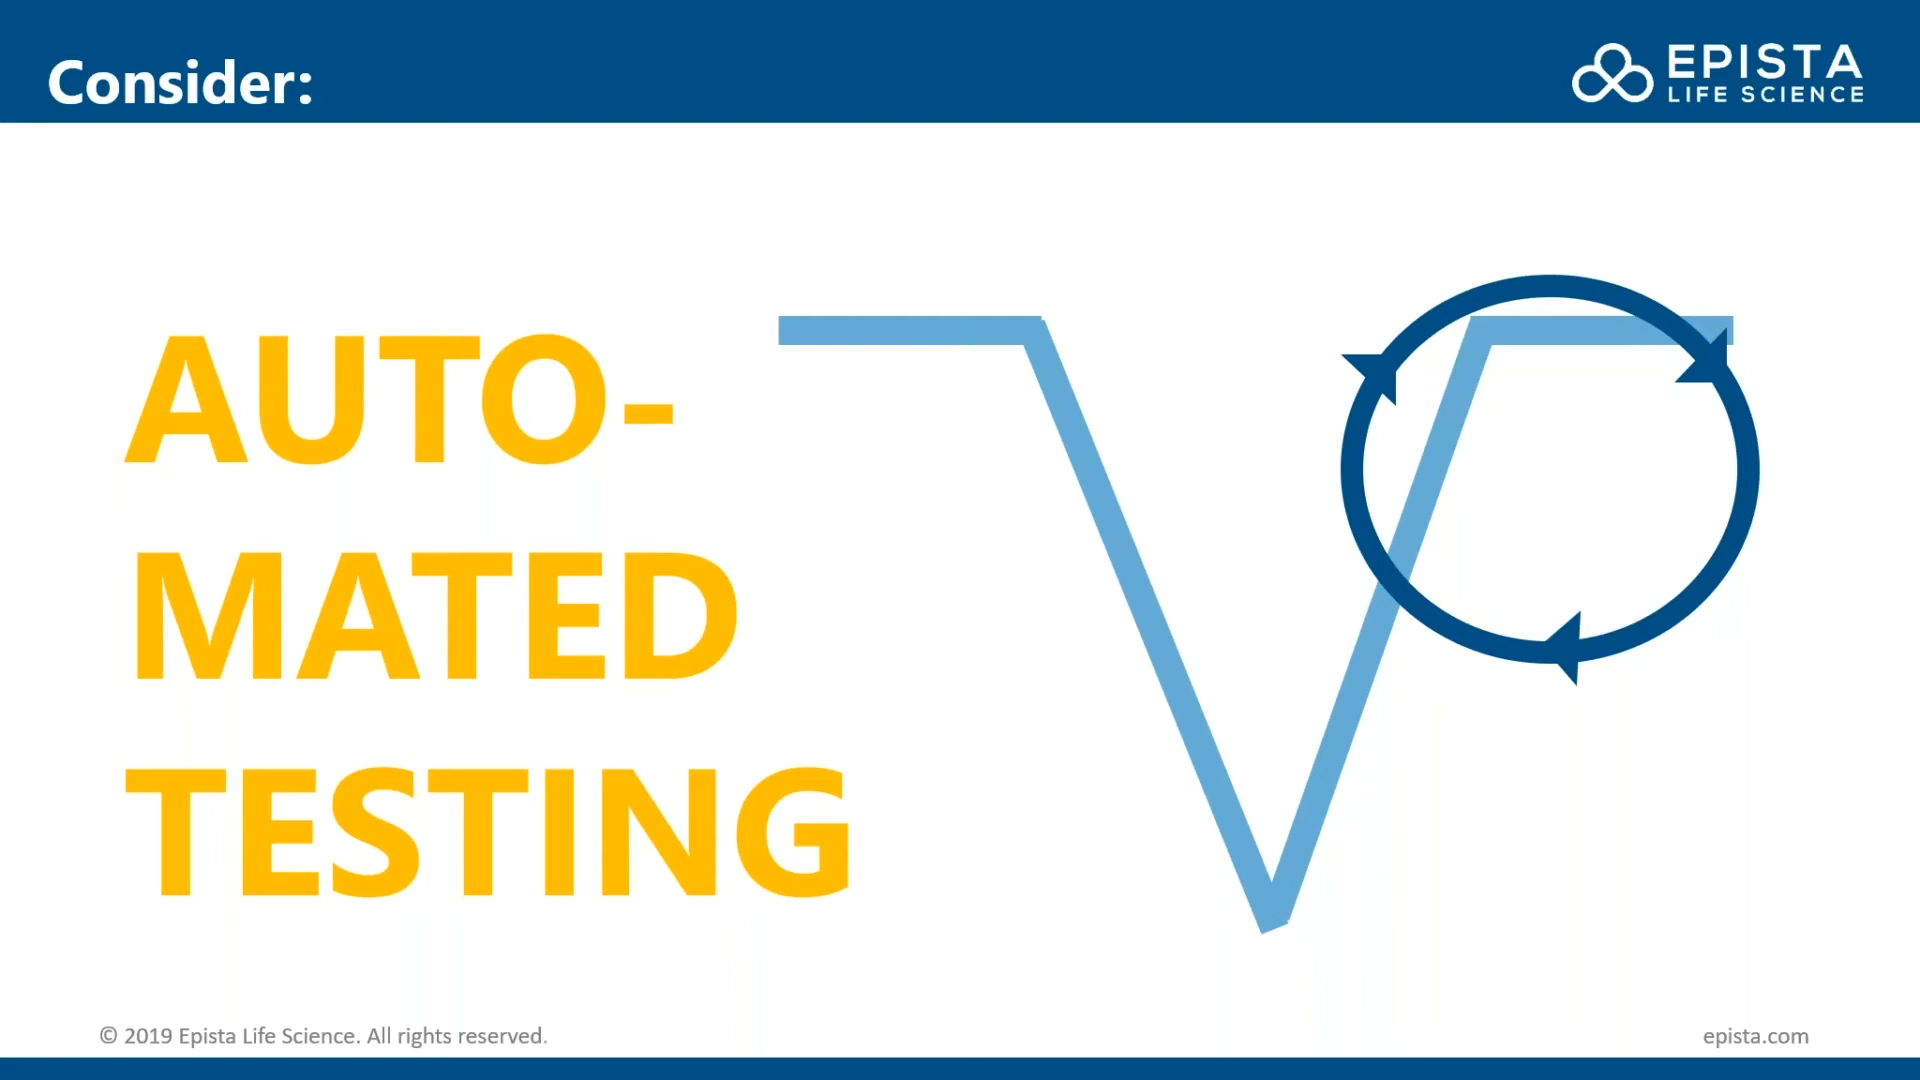 Consider:
EPISTA
LIFE SCIENCE
AUTO-
MATED
TESTING
© 2019 Epista Life Science. All rights reserved.
epista.com